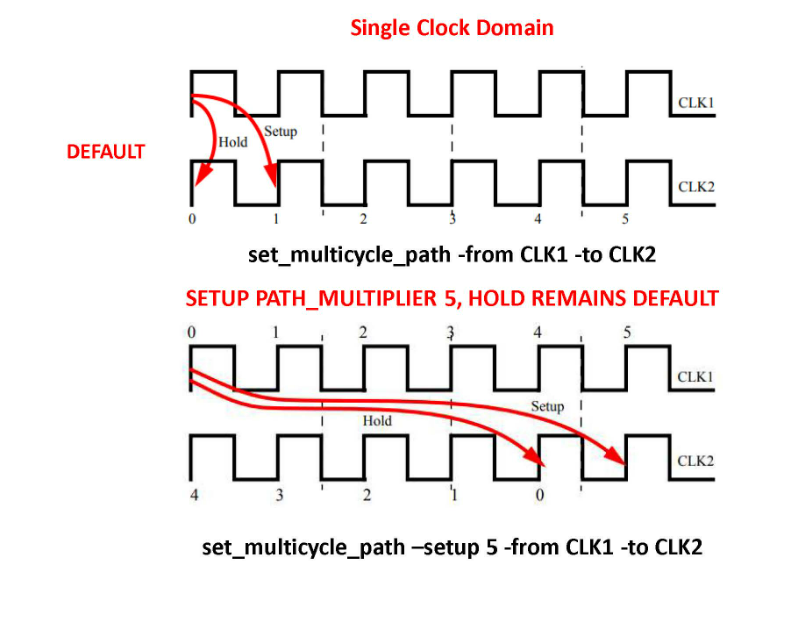 Single Clock Domain
CLK1
Setup
Hold
DEFAULT
CLK2
0 1 2 3 4 5
set_multicycle_path -from CLK1 -to CLK2
SETUP PATH_MULTIPLIER 5, HOLD REMAINS DEFAULT
0 1 2 3 4 5
CLK1
Setup
Hold
CLK2
4 3 2 1 0
set_multicycle_path –setup 5 -from CLK1 -to CLK2